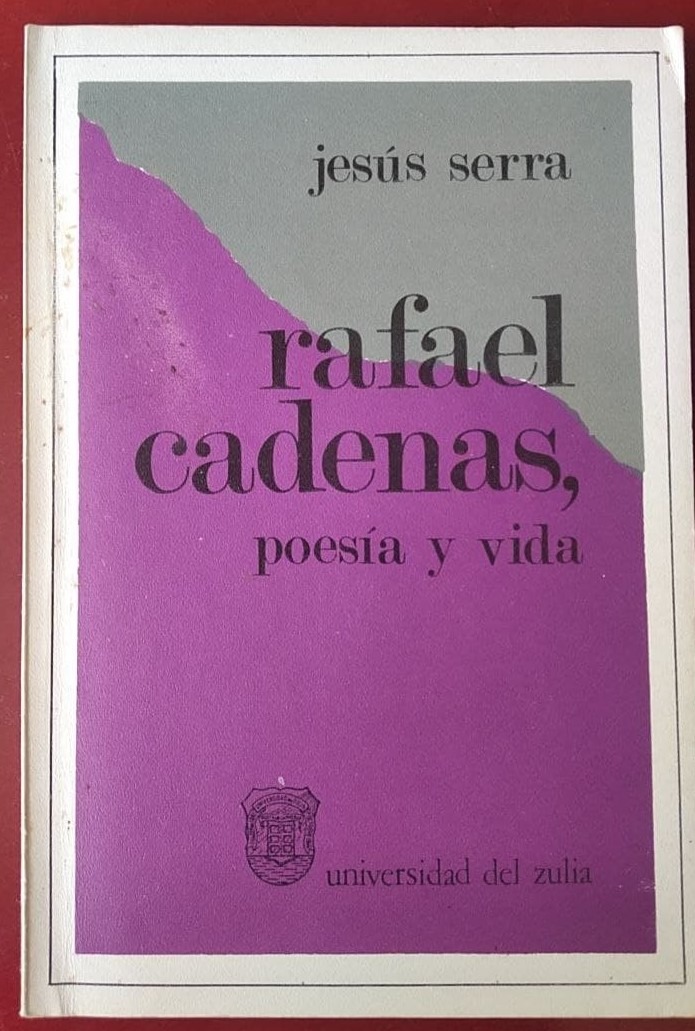 jesús serra
rafael
cadenas,
poesía y vida
universidad del zulia